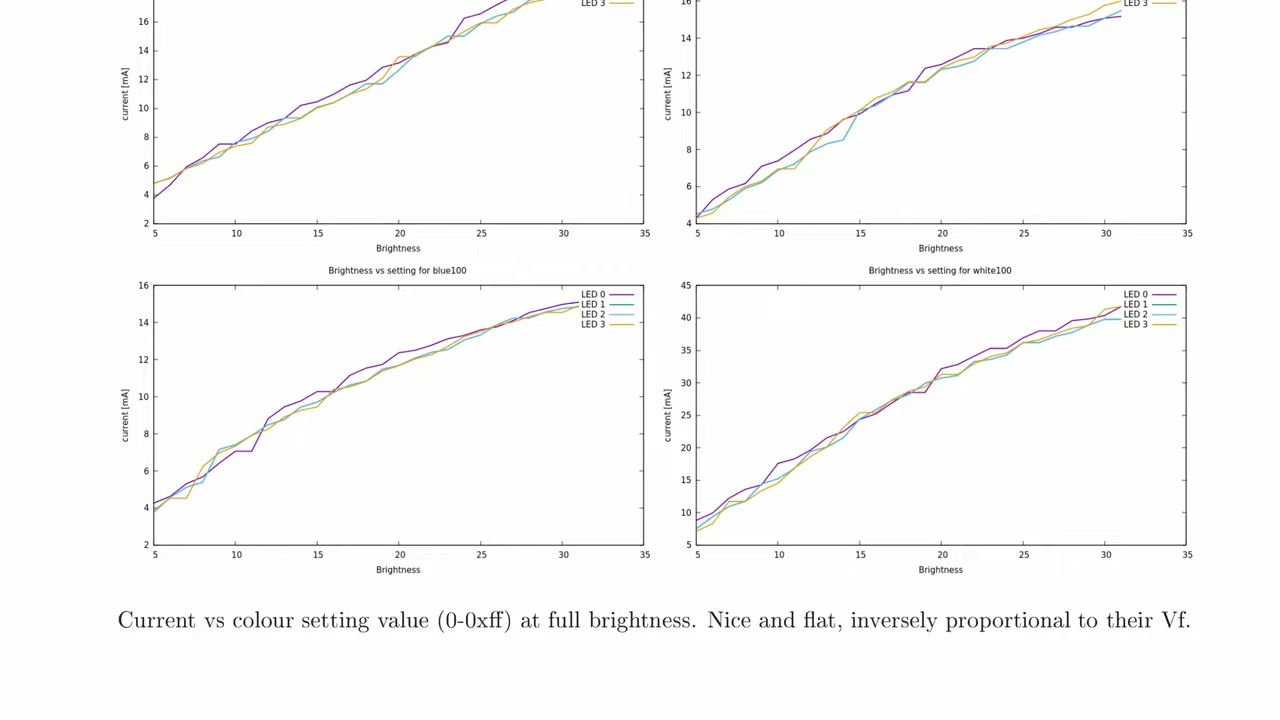 LED 3
16
14
12
10
8
6
4
2
current [mA]
5 10 15 20 25 30 35
Brightness
LED 3
16
14
12
10
8
6
4
current [mA]
5 10 15 20 25 30 35
Brightness
Brightness vs setting for blue100
LED 0
LED 1
LED 2
LED 3
16
14
12
10
8
6
4
2
current [mA]
5 10 15 20 25 30 35
Brightness
Brightness vs setting for white100
LED 0
LED 1
LED 2
LED 3
45
40
35
30
25
20
15
10
5
current [mA]
5 10 15 20 25 30 35
Brightness
Current vs colour setting value (0-0xff) at full brightness. Nice and flat, inversely proportional to their Vf.